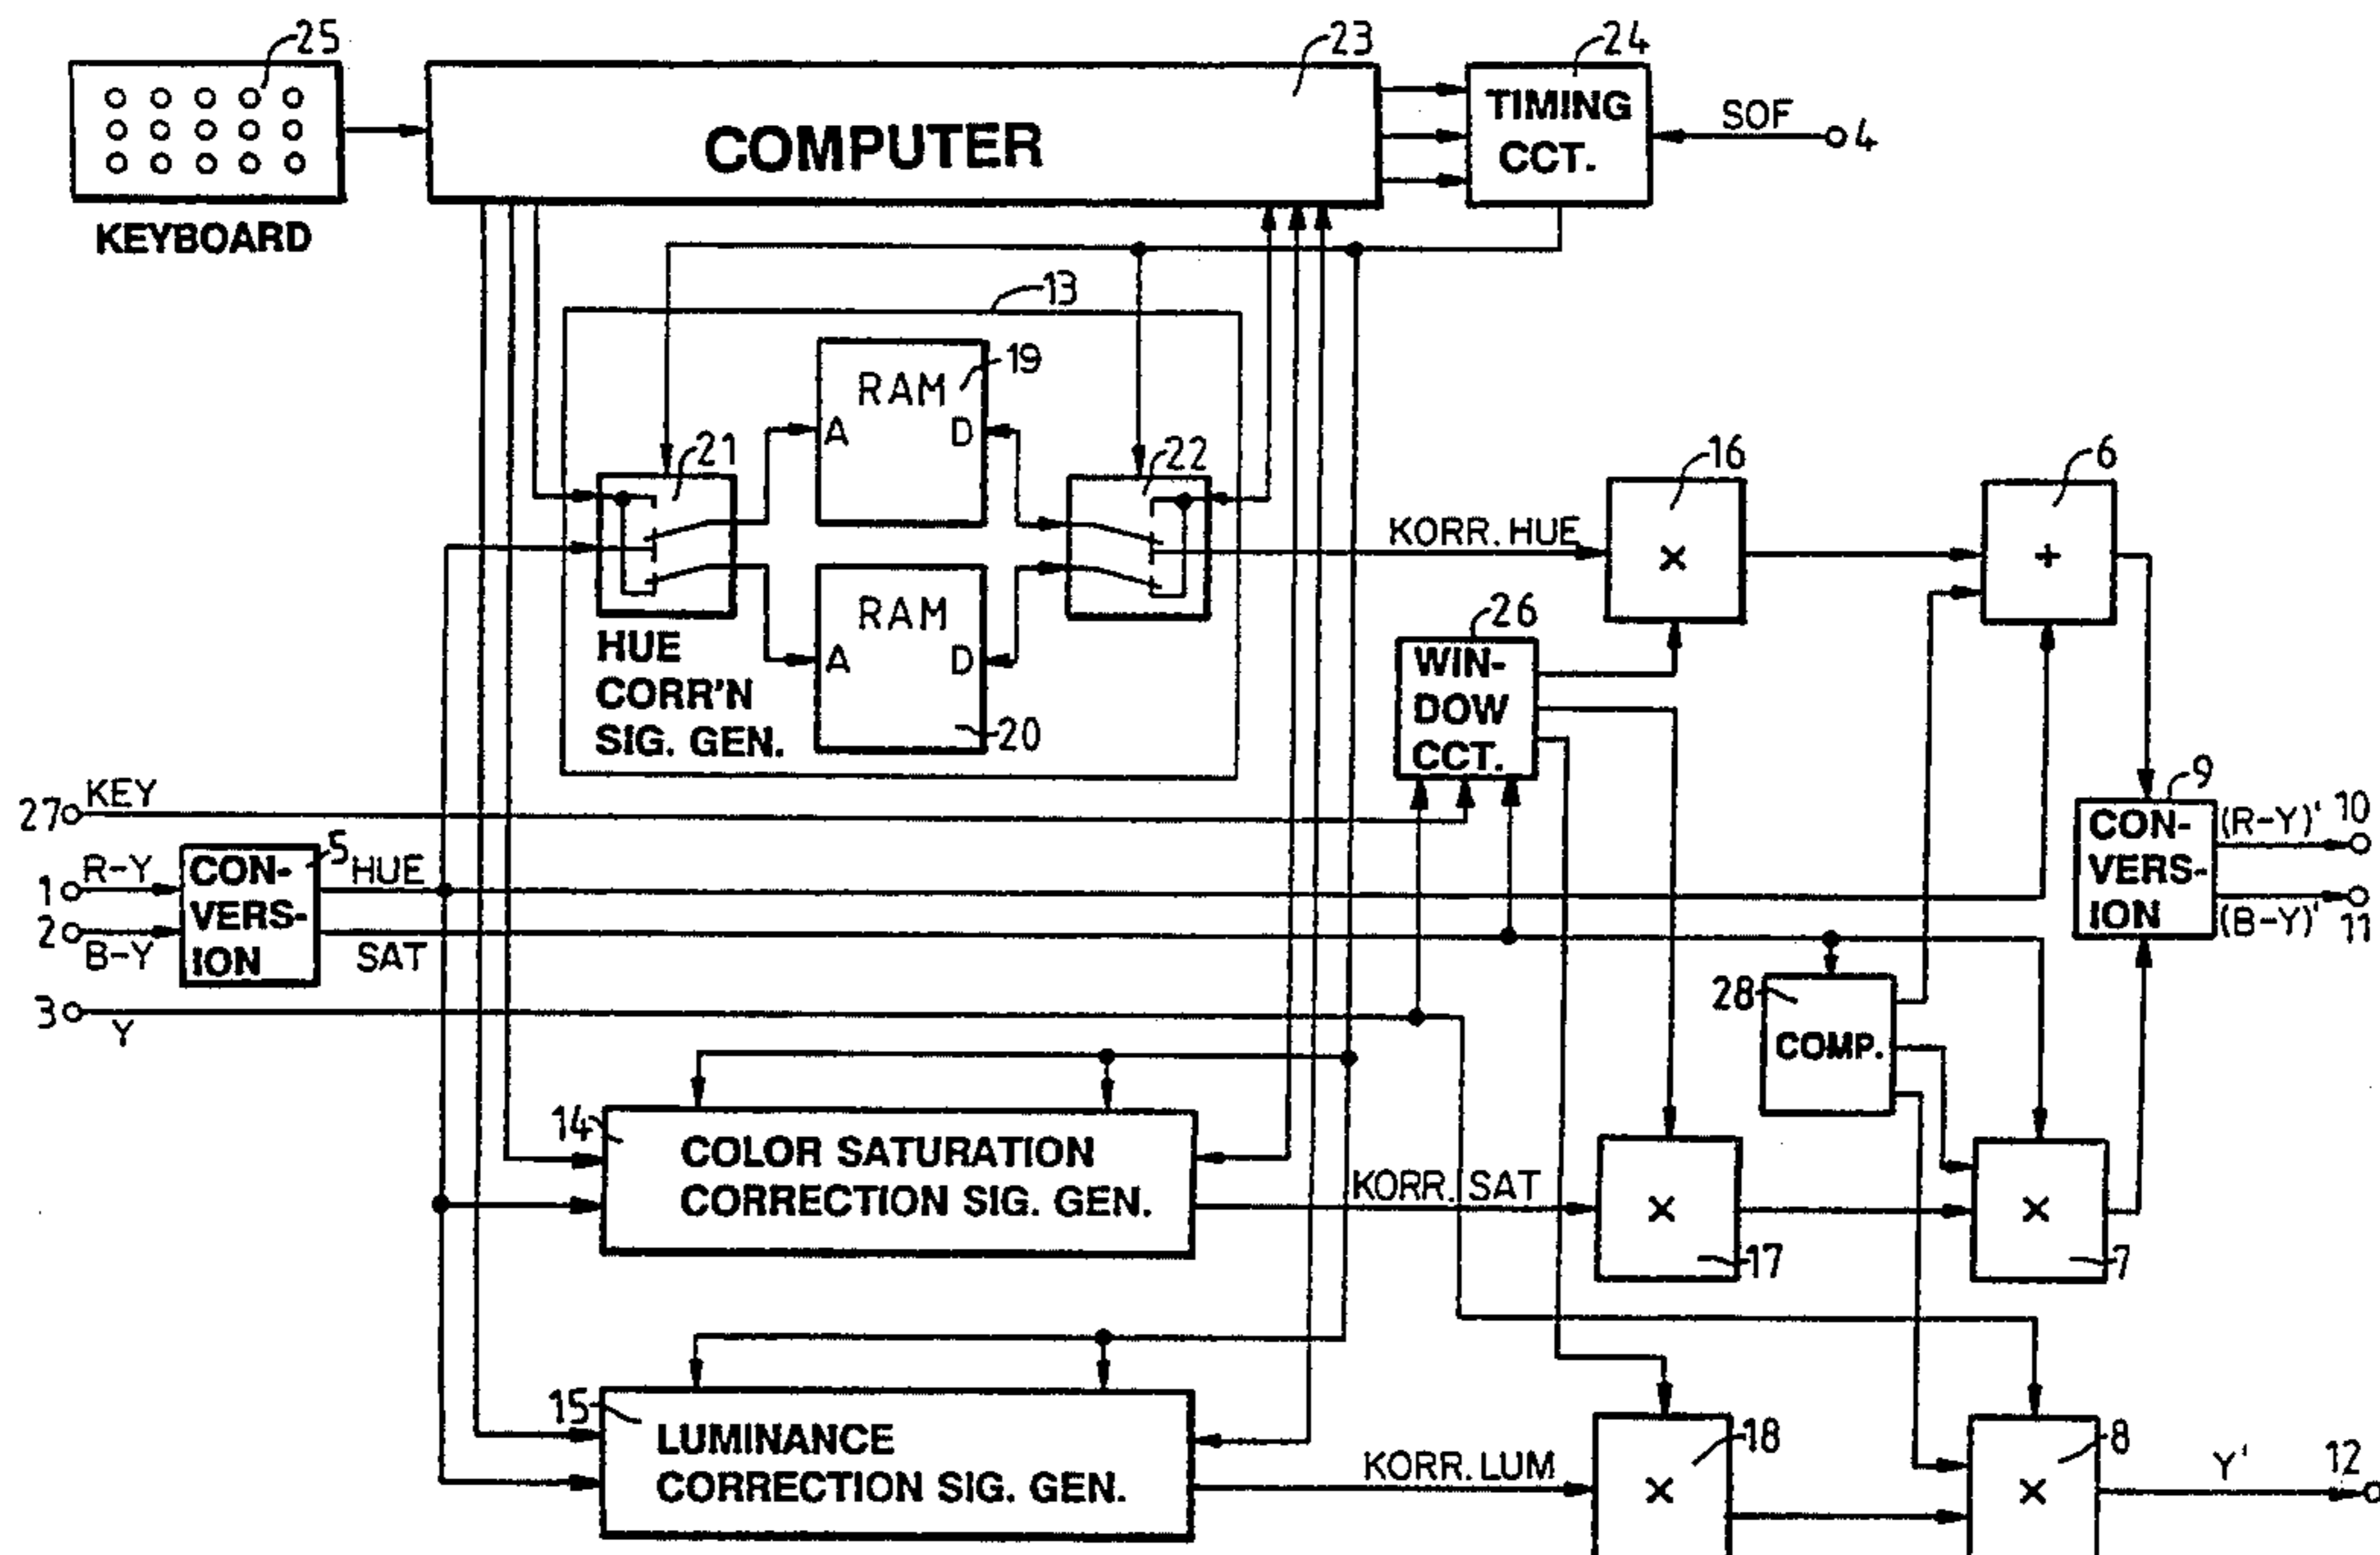 25
23
24
COMPUTER
TIMING
CCT.
SOF
4
KEYBOARD
13
RAM
19
A
D
21
22
16
6
KORR. HUE
×
+
RAM
A
D
20
HUE
CORR'N
SIG. GEN.
26
WIN-
DOW
CCT.
27
KEY
1
R-Y
2
B-Y
5
CON-
VERS-
ION
HUE
SAT
3
Y
9
CON-
VERS-
ION
(R-Y)'
10
(B-Y)'
11
28
COMP.
14
COLOR SATURATION
CORRECTION SIG. GEN.
KORR. SAT
×
17
×
7
15
LUMINANCE
CORRECTION SIG. GEN.
KORR. LUM
×
18
×
8
Y'
12